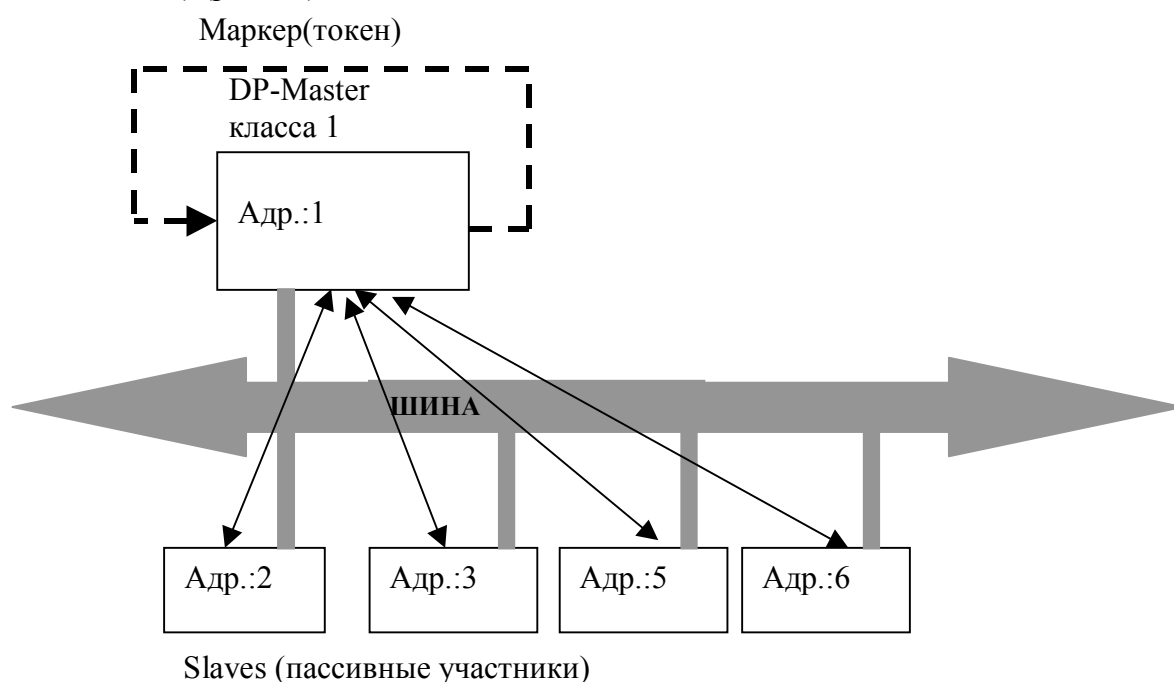 Маркер(токен)
DP-Master
класса 1
Адр.:1
ШИНА
Адр.:2
Адр.:3
Адр.:5
Адр.:6
Slaves (пассивные участники)